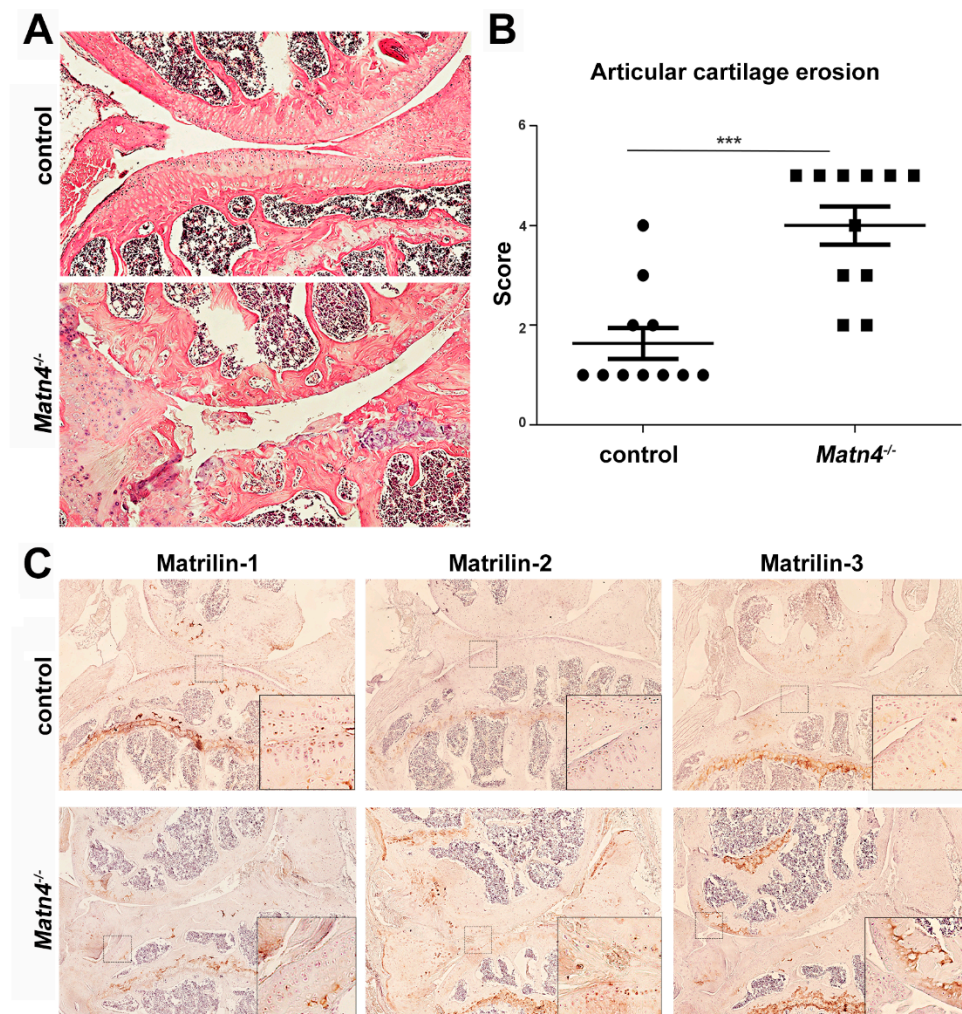 A
control
Matn4-/-
B
Articular cartilage erosion
***
Score
6
4
2
0
control
Matn4-/-
C
Matrilin-1
Matrilin-2
Matrilin-3
control
Matn4-/-